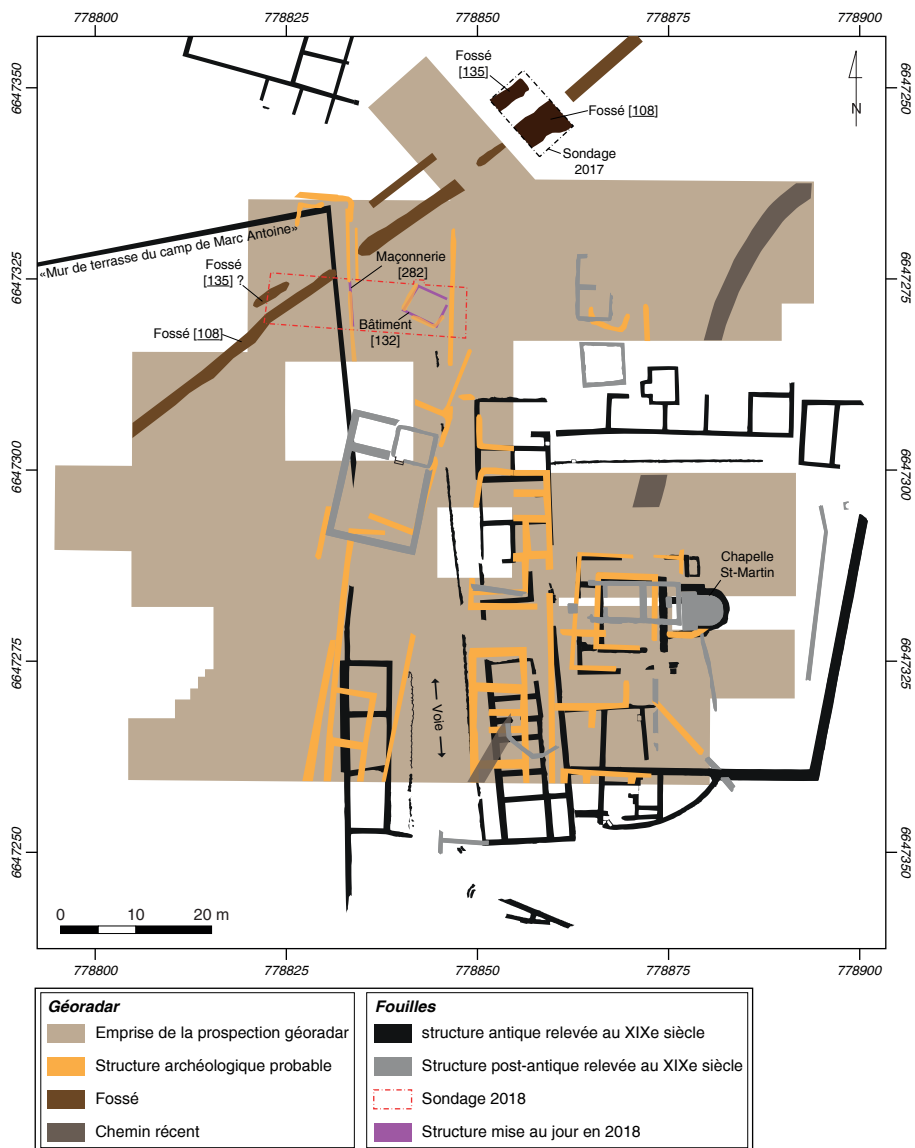 778800 778825 778850 778875 778900
6647350
6647325
6647300
6647275
6647250
6647250
6647275
6647300
6647325
6647350
Fossé
[135]
Fossé [108]
Sondage
2017
N
«Mur de terrasse du camp de Marc Antoine»
Fossé
[135] ?
Maçonnerie
[282]
Bâtiment
[132]
Fossé [108]
Chapelle
St-Martin
Voie
0 10 20 m
778800 778825 778850 778875 778900
Géoradar
Emprise de la prospection géoradar
Structure archéologique probable
Fossé
Chemin récent
Fouilles
structure antique relevée au XIXe siècle
Structure post-antique relevée au XIXe siècle
Sondage 2018
Structure mise au jour en 2018